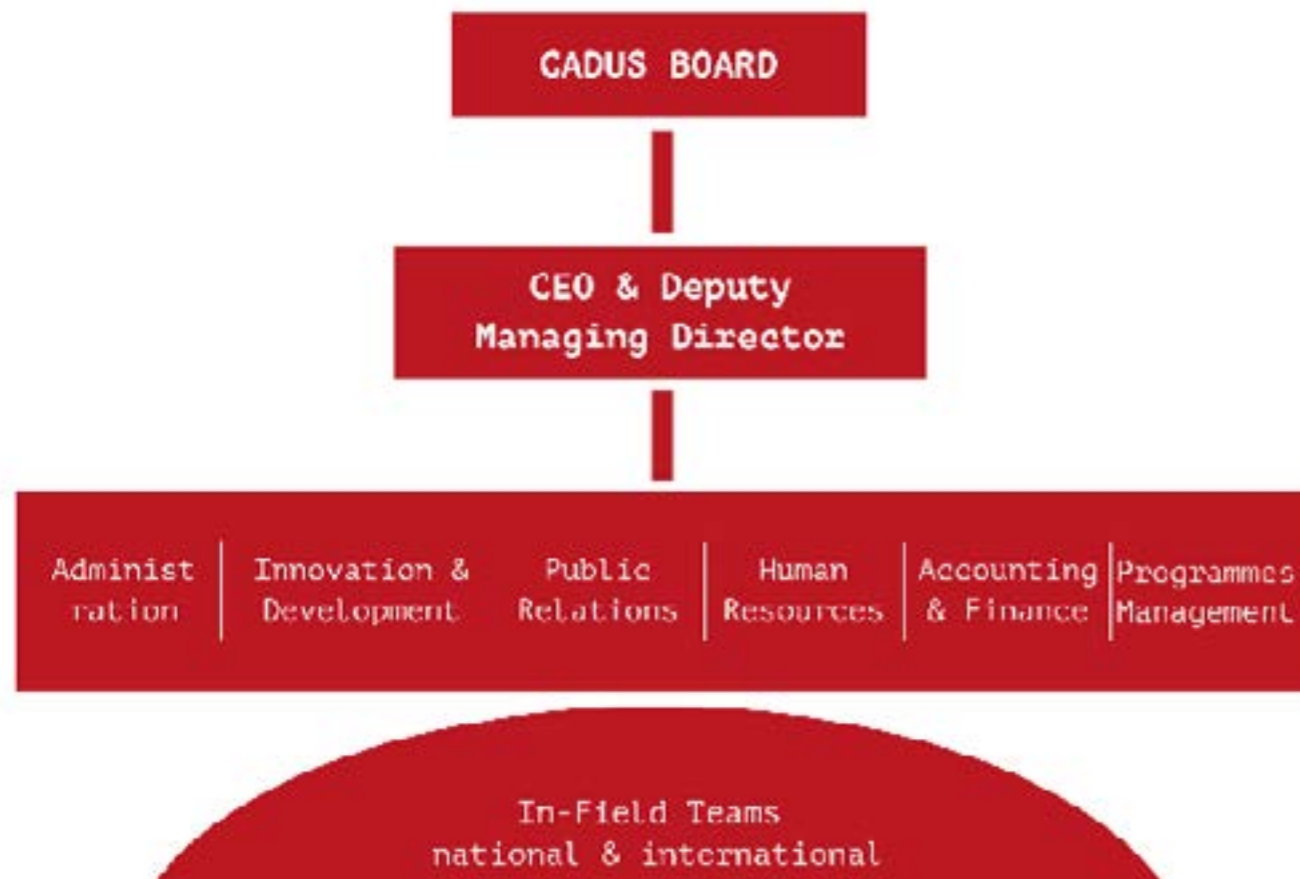 CADUS BOARD
CEO & Deputy
Managing Director
Administ
ration
Innovation &
Development
Public
Relations
Human
Resources
Accounting
& Finance
Programmes
Management
In-Field Teams
national & international